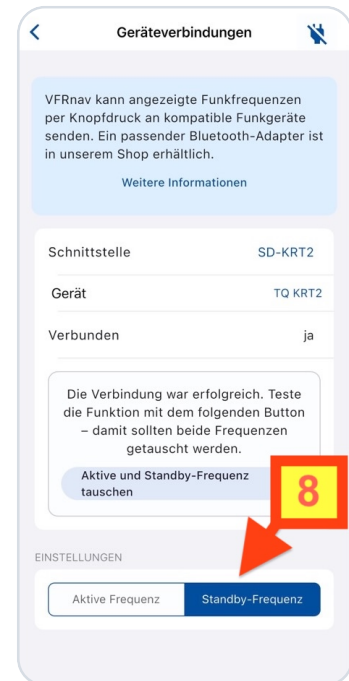 Geräteverbindungen
VFRnav kann angezeigte Funkfrequenzen
per Knopfdruck an kompatible Funkgeräte
senden. Ein passender Bluetooth-Adapter ist
in unserem Shop erhältlich.
Weitere Informationen
Schnittstelle SD-KRT2
Gerät TQ KRT2
Verbunden ja
Die Verbindung war erfolgreich. Teste
die Funktion mit dem folgenden Button
– damit sollten beide Frequenzen
getauscht werden.
Aktive und Standby-Frequenz
tauschen
8
EINSTELLUNGEN
Aktive Frequenz Standby-Frequenz